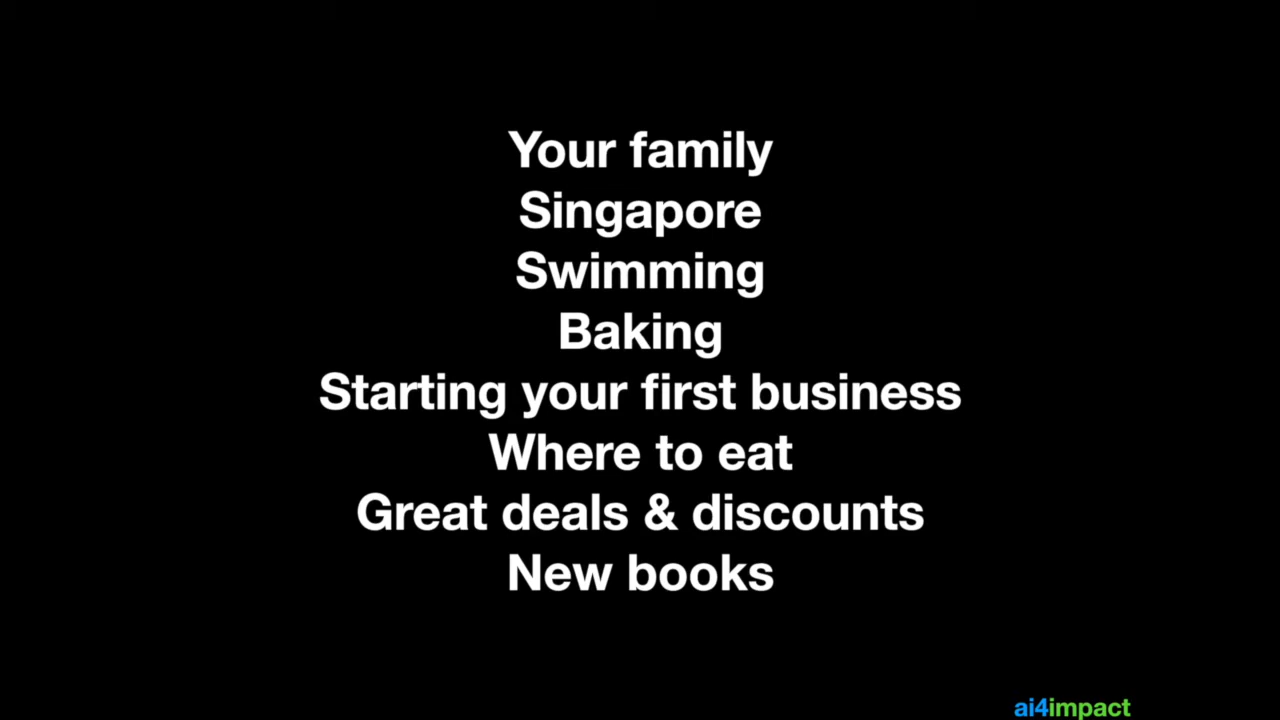 Your family
Singapore
Swimming
Baking
Starting your first business
Where to eat
Great deals & discounts
New books
ai4impact